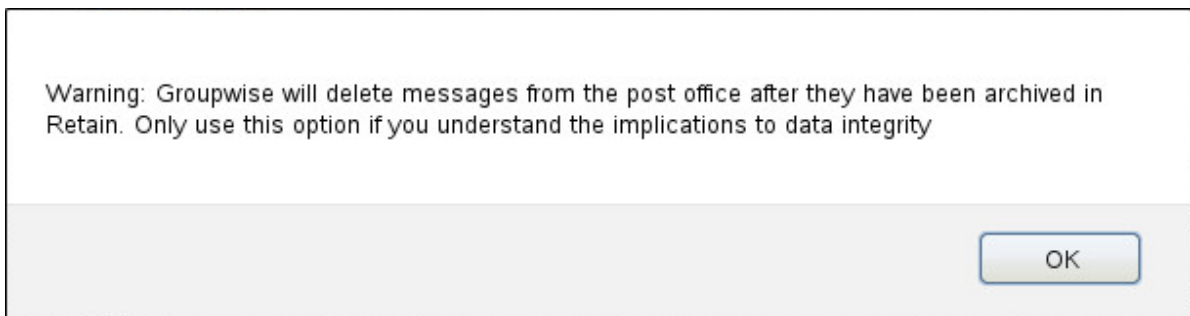 Warning: Groupwise will delete messages from the post office after they have been archived in
Retain. Only use this option if you understand the implications to data integrity
OK